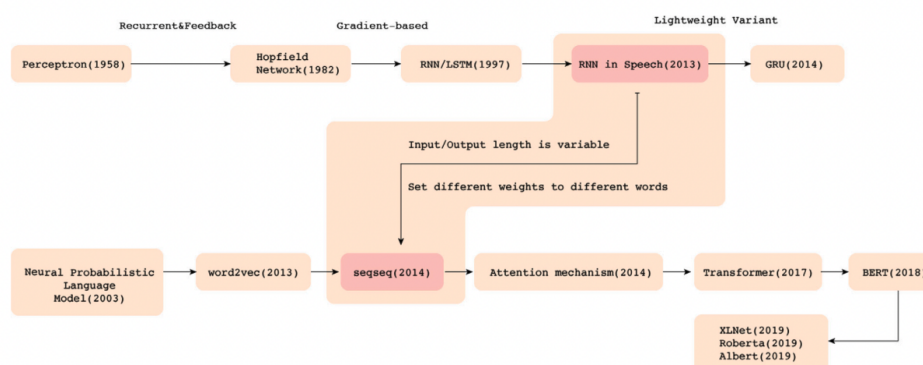 Recurrent&Feedback
Gradient-based
Lightweight Variant
Perceptron(1958)
Hopfield
Network(1982)
RNN/LSTM(1997)
RNN in Speech(2013)
GRU(2014)
Input/Output length is variable
Set different weights to different words
Neural Probabilistic
Language
Model(2003)
word2vec(2013)
seqseq(2014)
Attention mechanism(2014)
Transformer(2017)
BERT(2018)
XLNet(2019)
Roberta(2019)
Albert(2019)